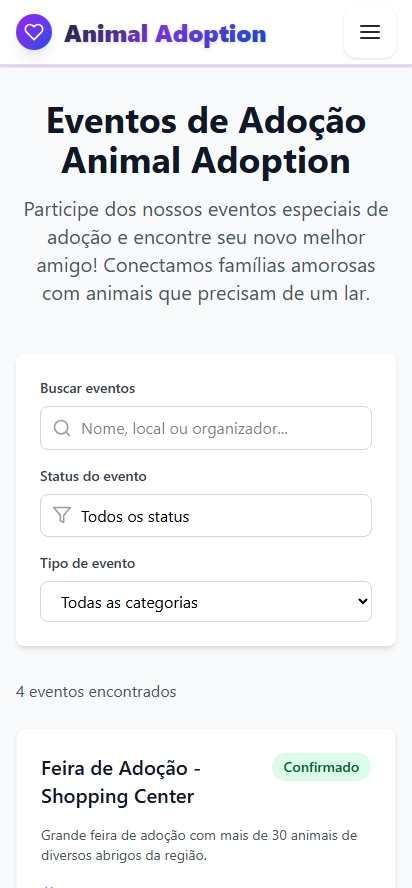 Animal Adoption
Eventos de Adoção
Animal Adoption
Participe dos nossos eventos especiais de
adoção e encontre seu novo melhor
amigo! Conectamos famílias amorosas
com animais que precisam de um lar.
Buscar eventos
Nome, local ou organizador...
Status do evento
Todos os status
Tipo de evento
Todas as categorias
4 eventos encontrados
Feira de Adoção -
Shopping Center
Confirmado
Grande feira de adoção com mais de 30 animais de
diversos abrigos da região.